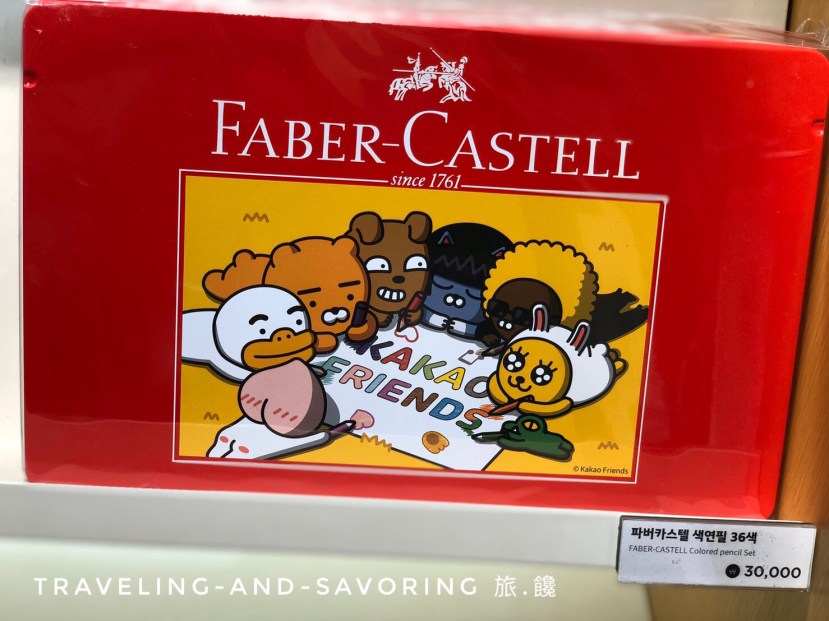 FABER-CASTELL
since 1761
KAKAO
FRIENDS
© Kakao Friends
파버카스텔 색연필 36색
FABER-CASTELL Colored pencil Set
₩ 30,000
TRAVELING-AND-SAVORING 旅.饞